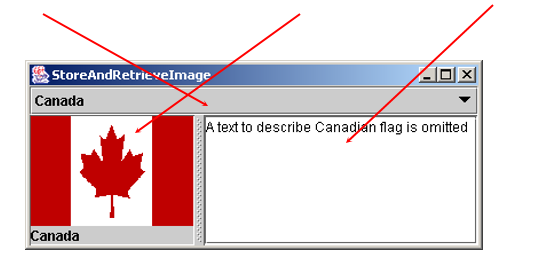 StoreAndRetrieveImage
Canada
A text to describe Canadian flag is omitted
Canada